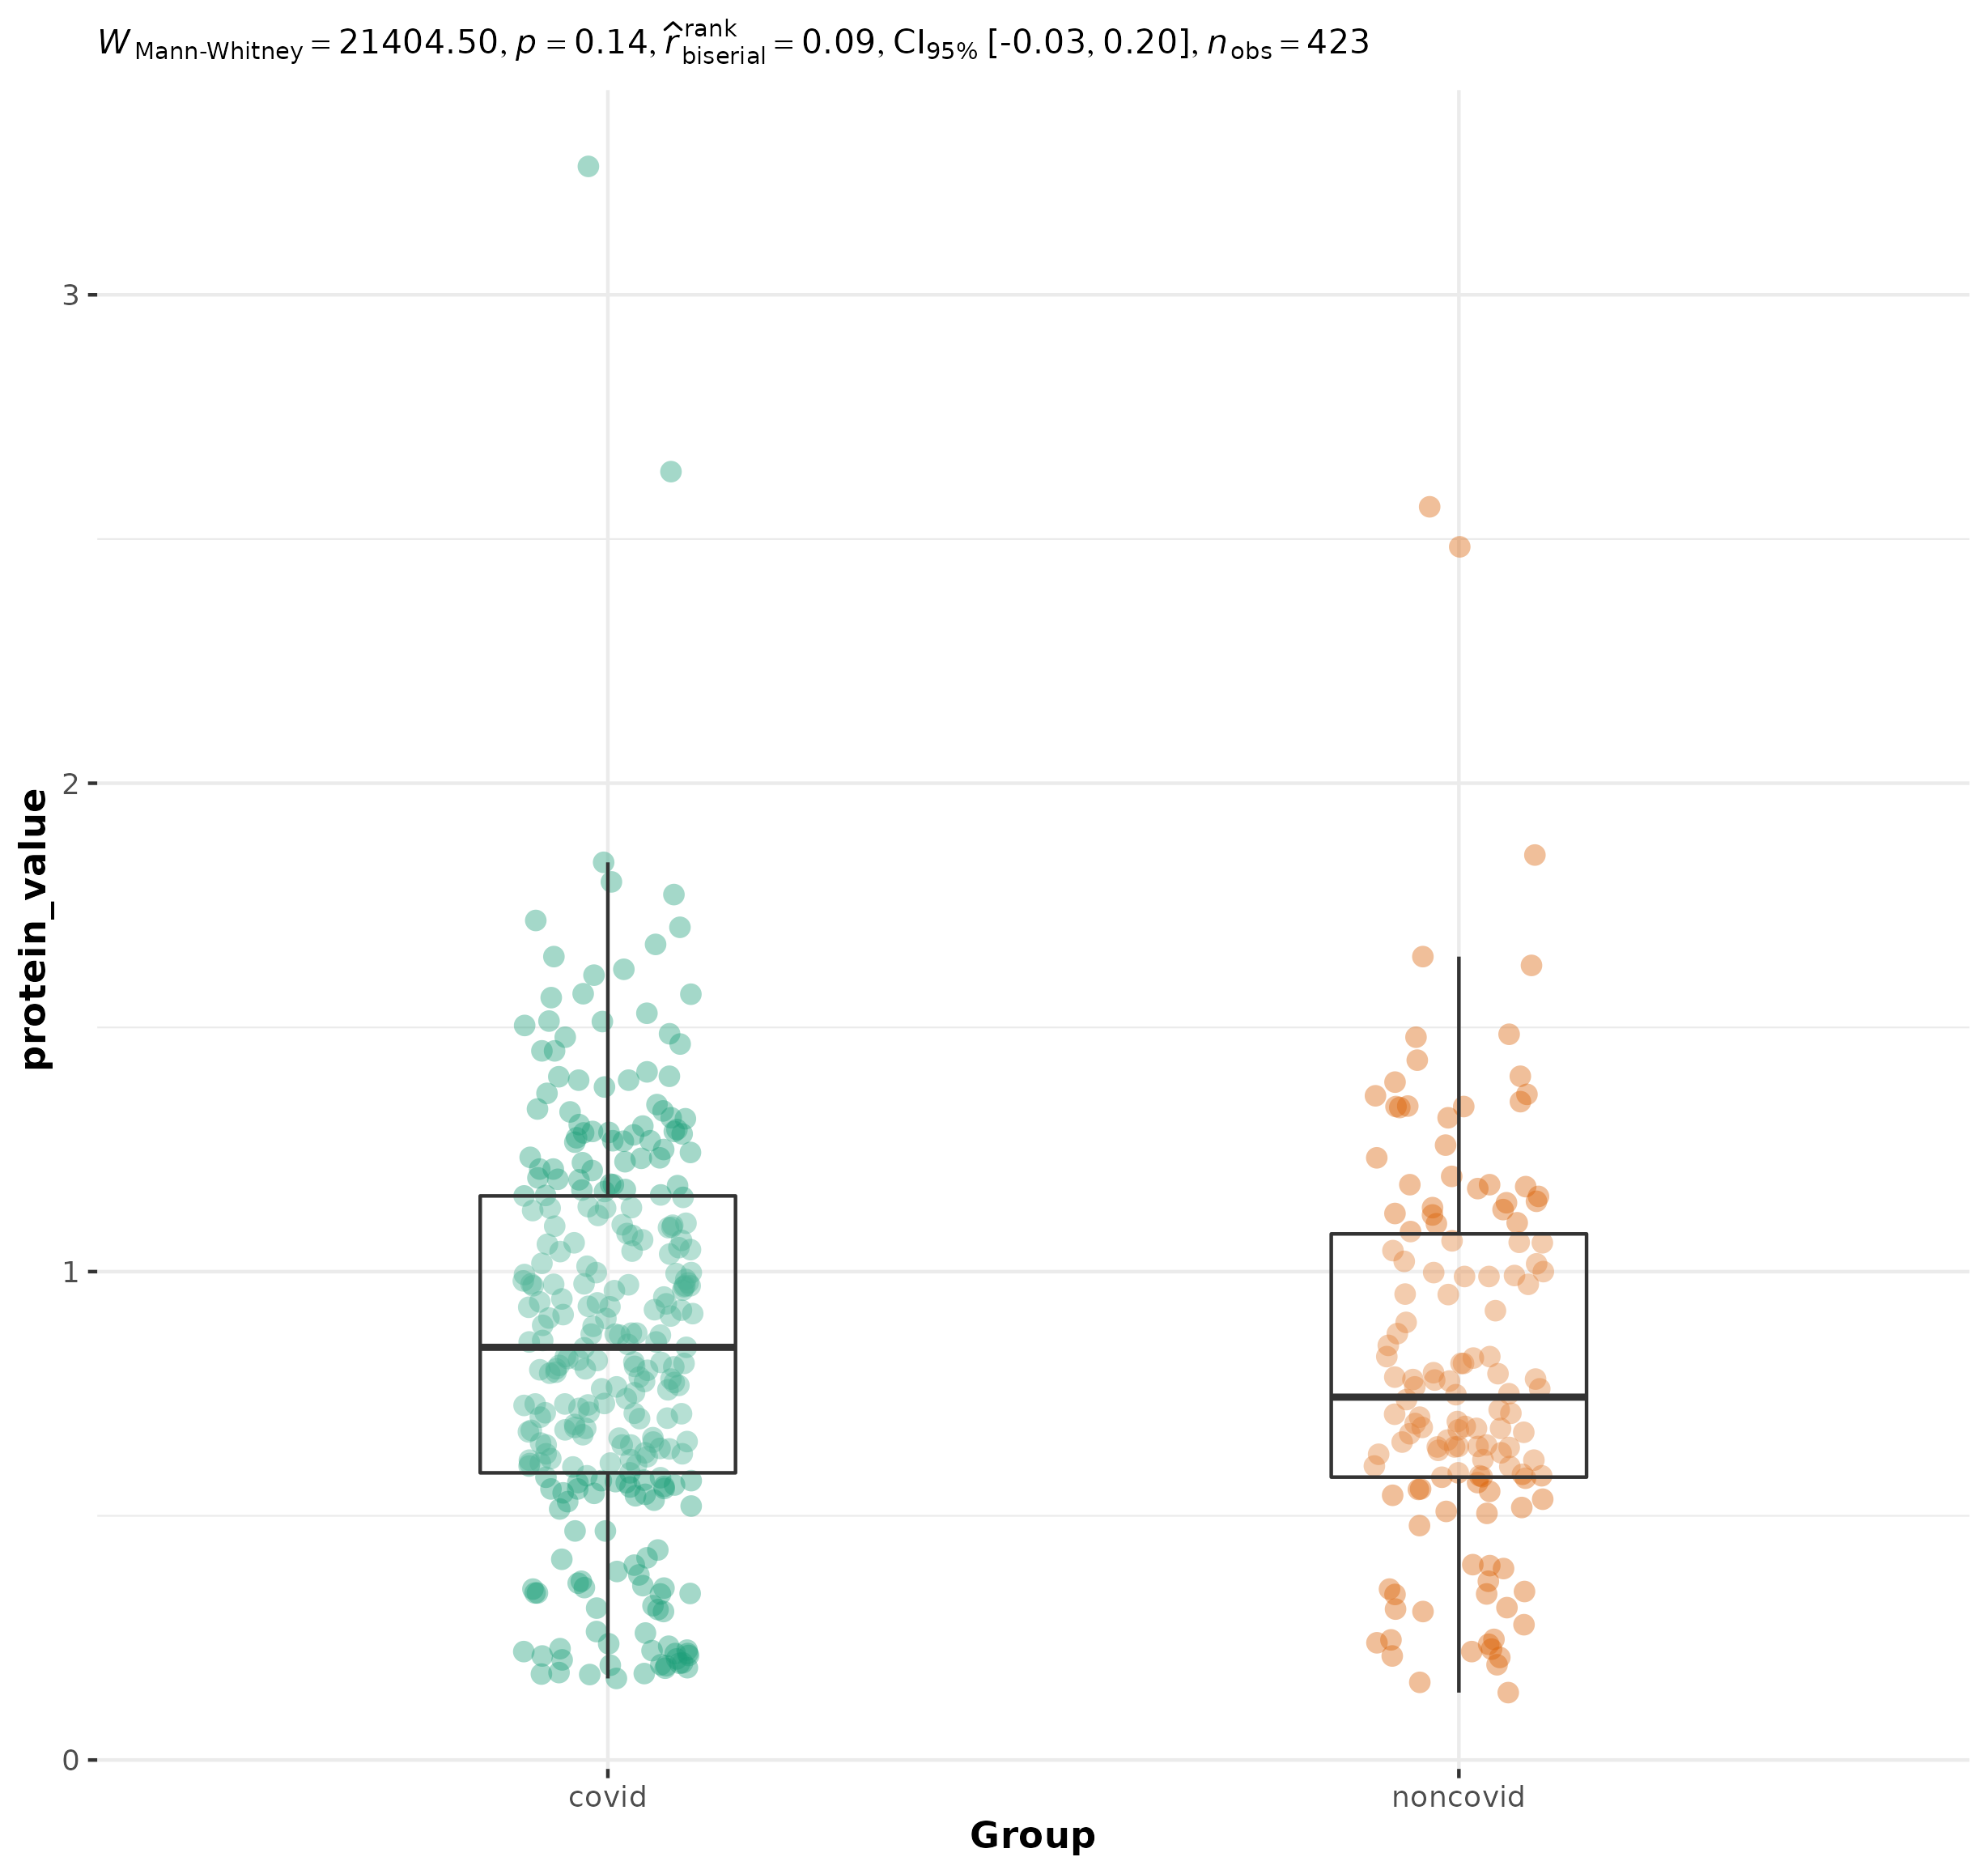 W Mann-Whitney = 21404.50, p = 0.14, r̂ rank biserial = 0.09, CI95% [-0.03, 0.20], n obs = 423
3
2
1
0
protein_value
covid noncovid
Group